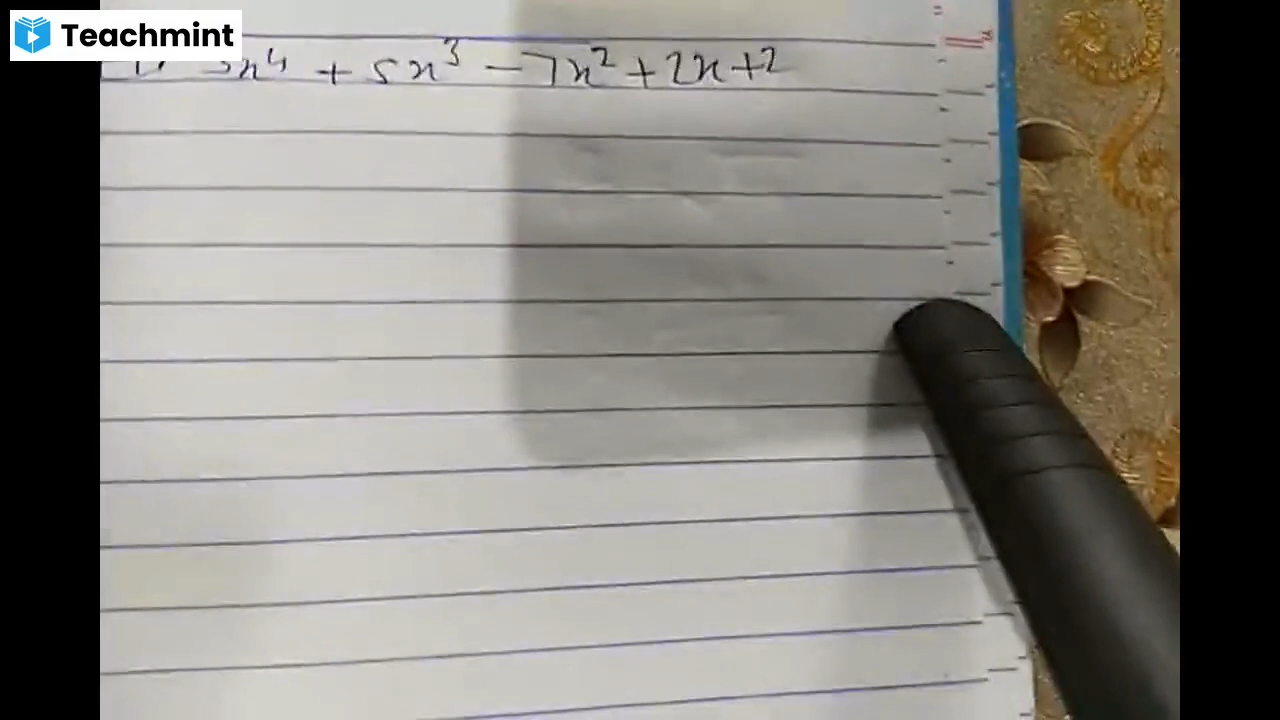 Teachmint
3x⁴ + 5x³ - 7x² + 2x + 2